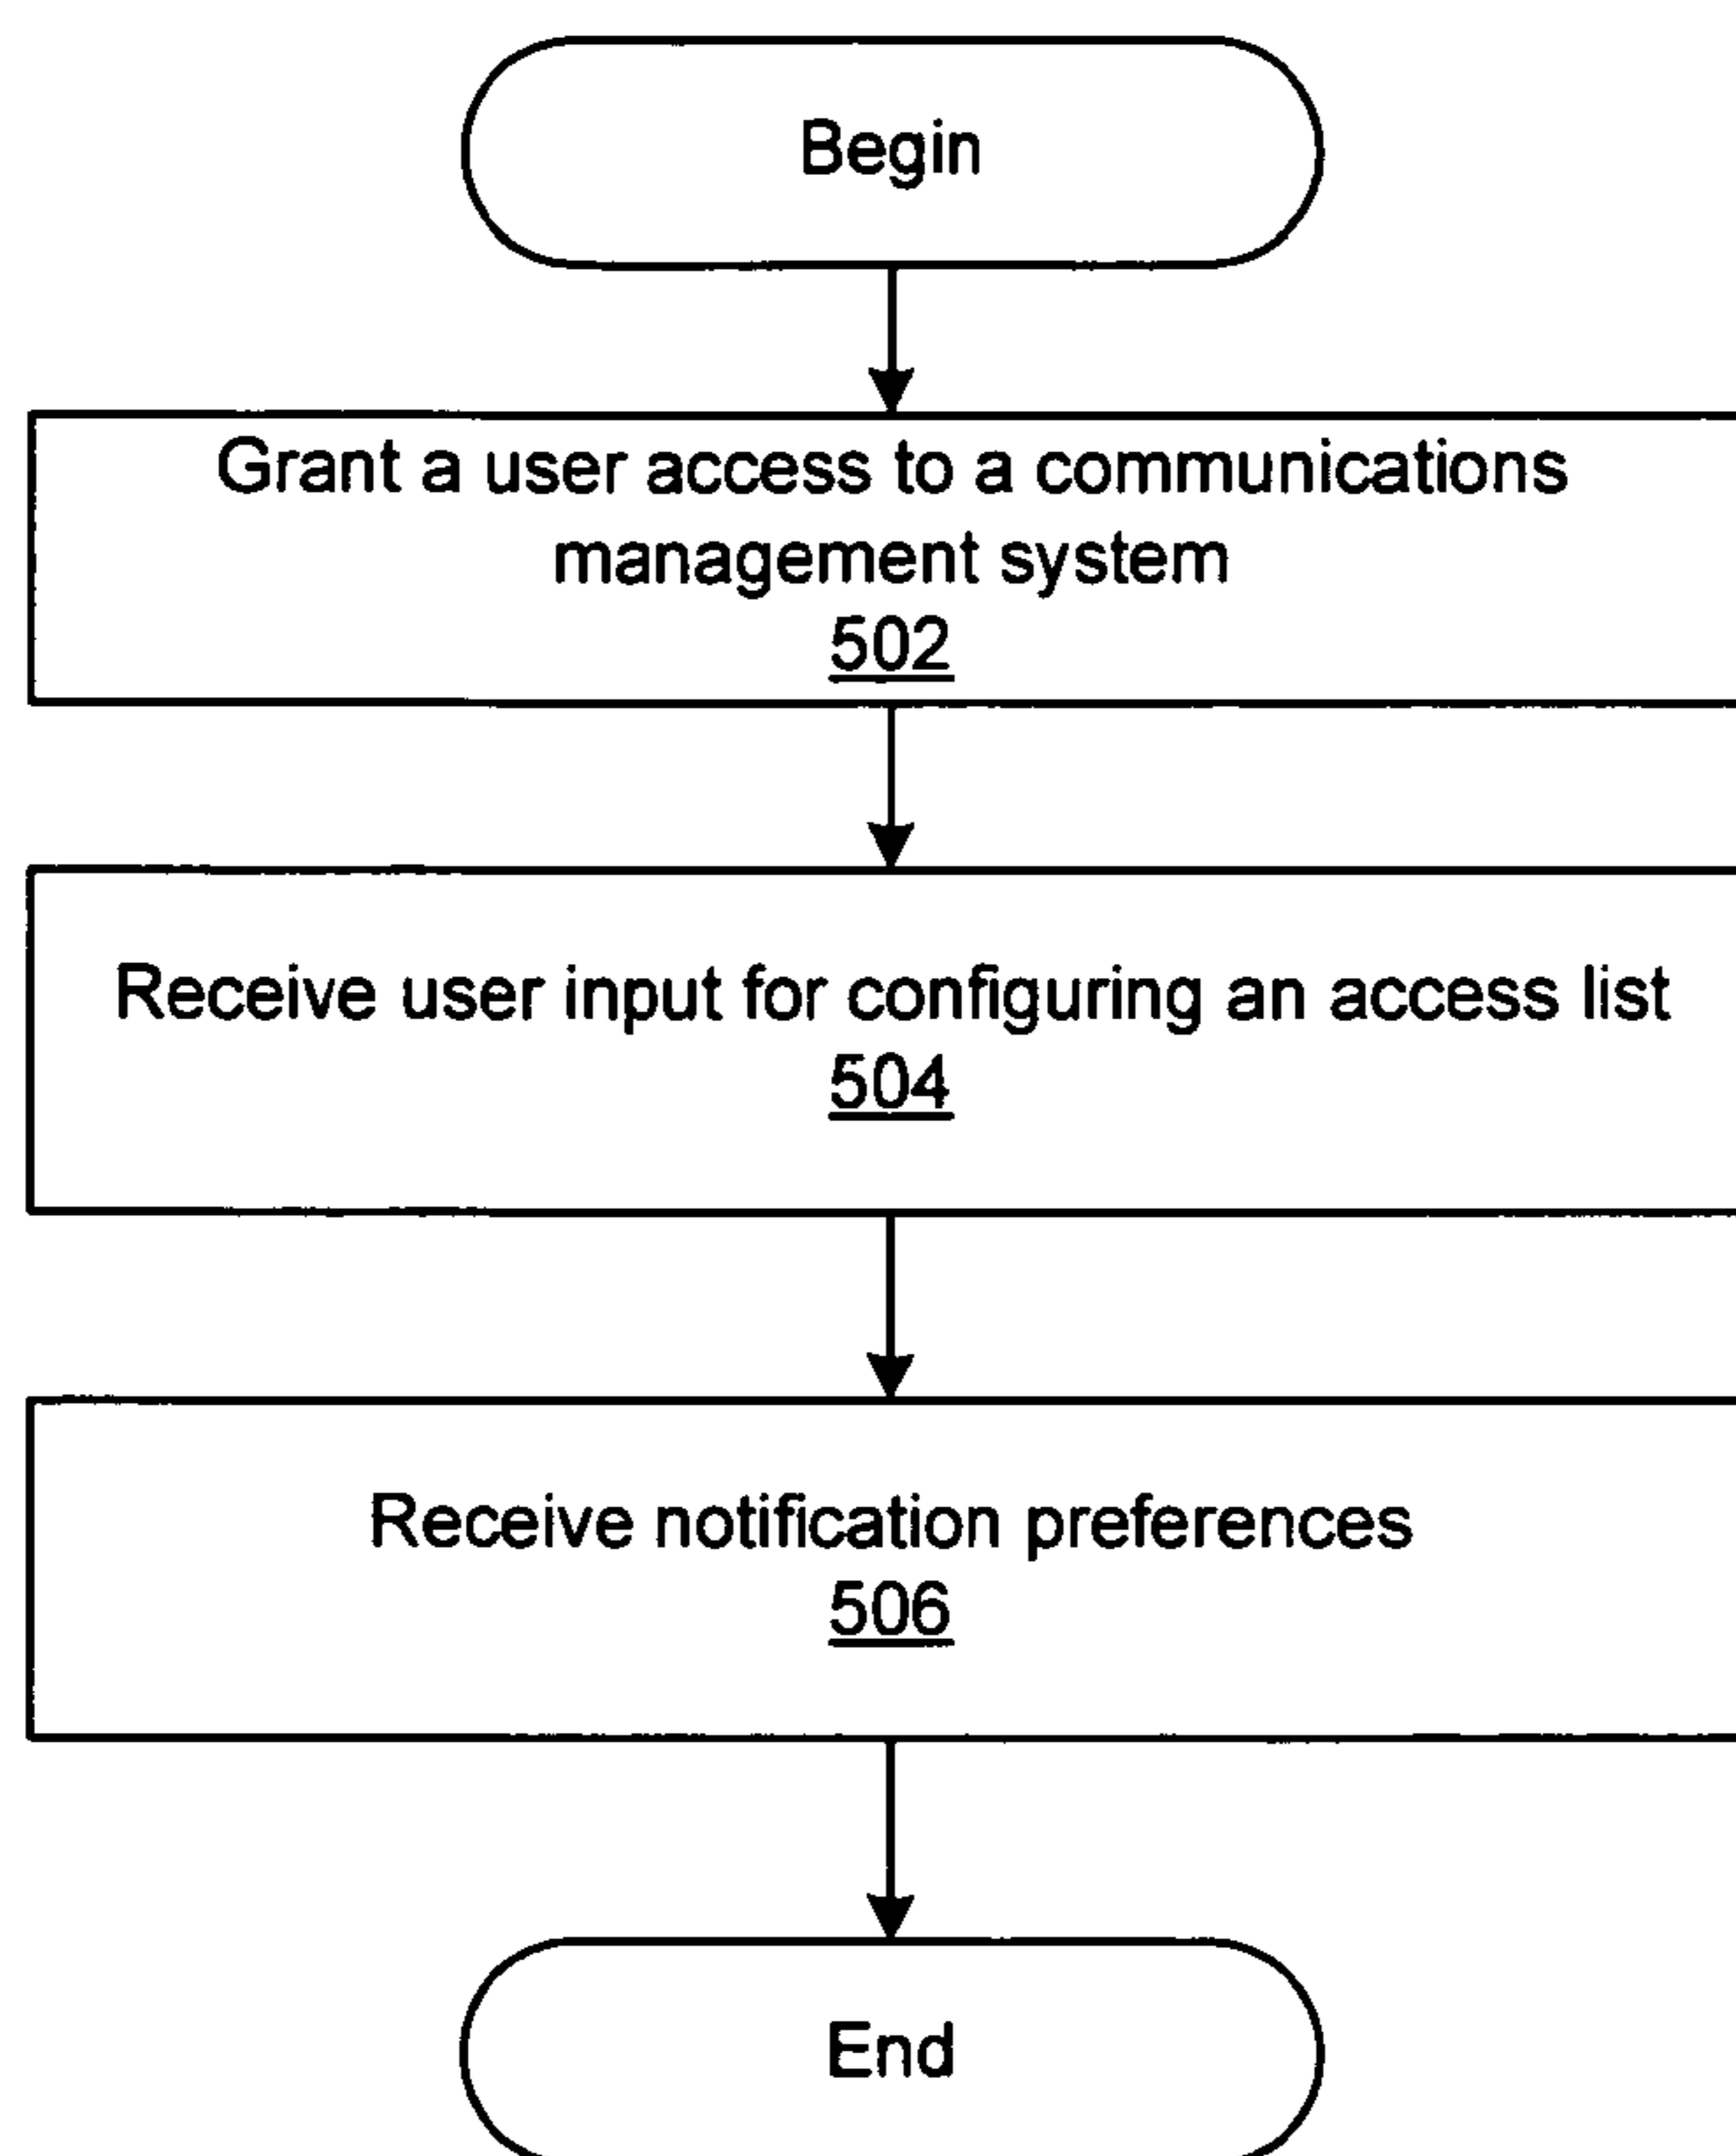 Begin
Grant a user access to a communications
management system
502
Receive user input for configuring an access list
504
Receive notification preferences
506
End